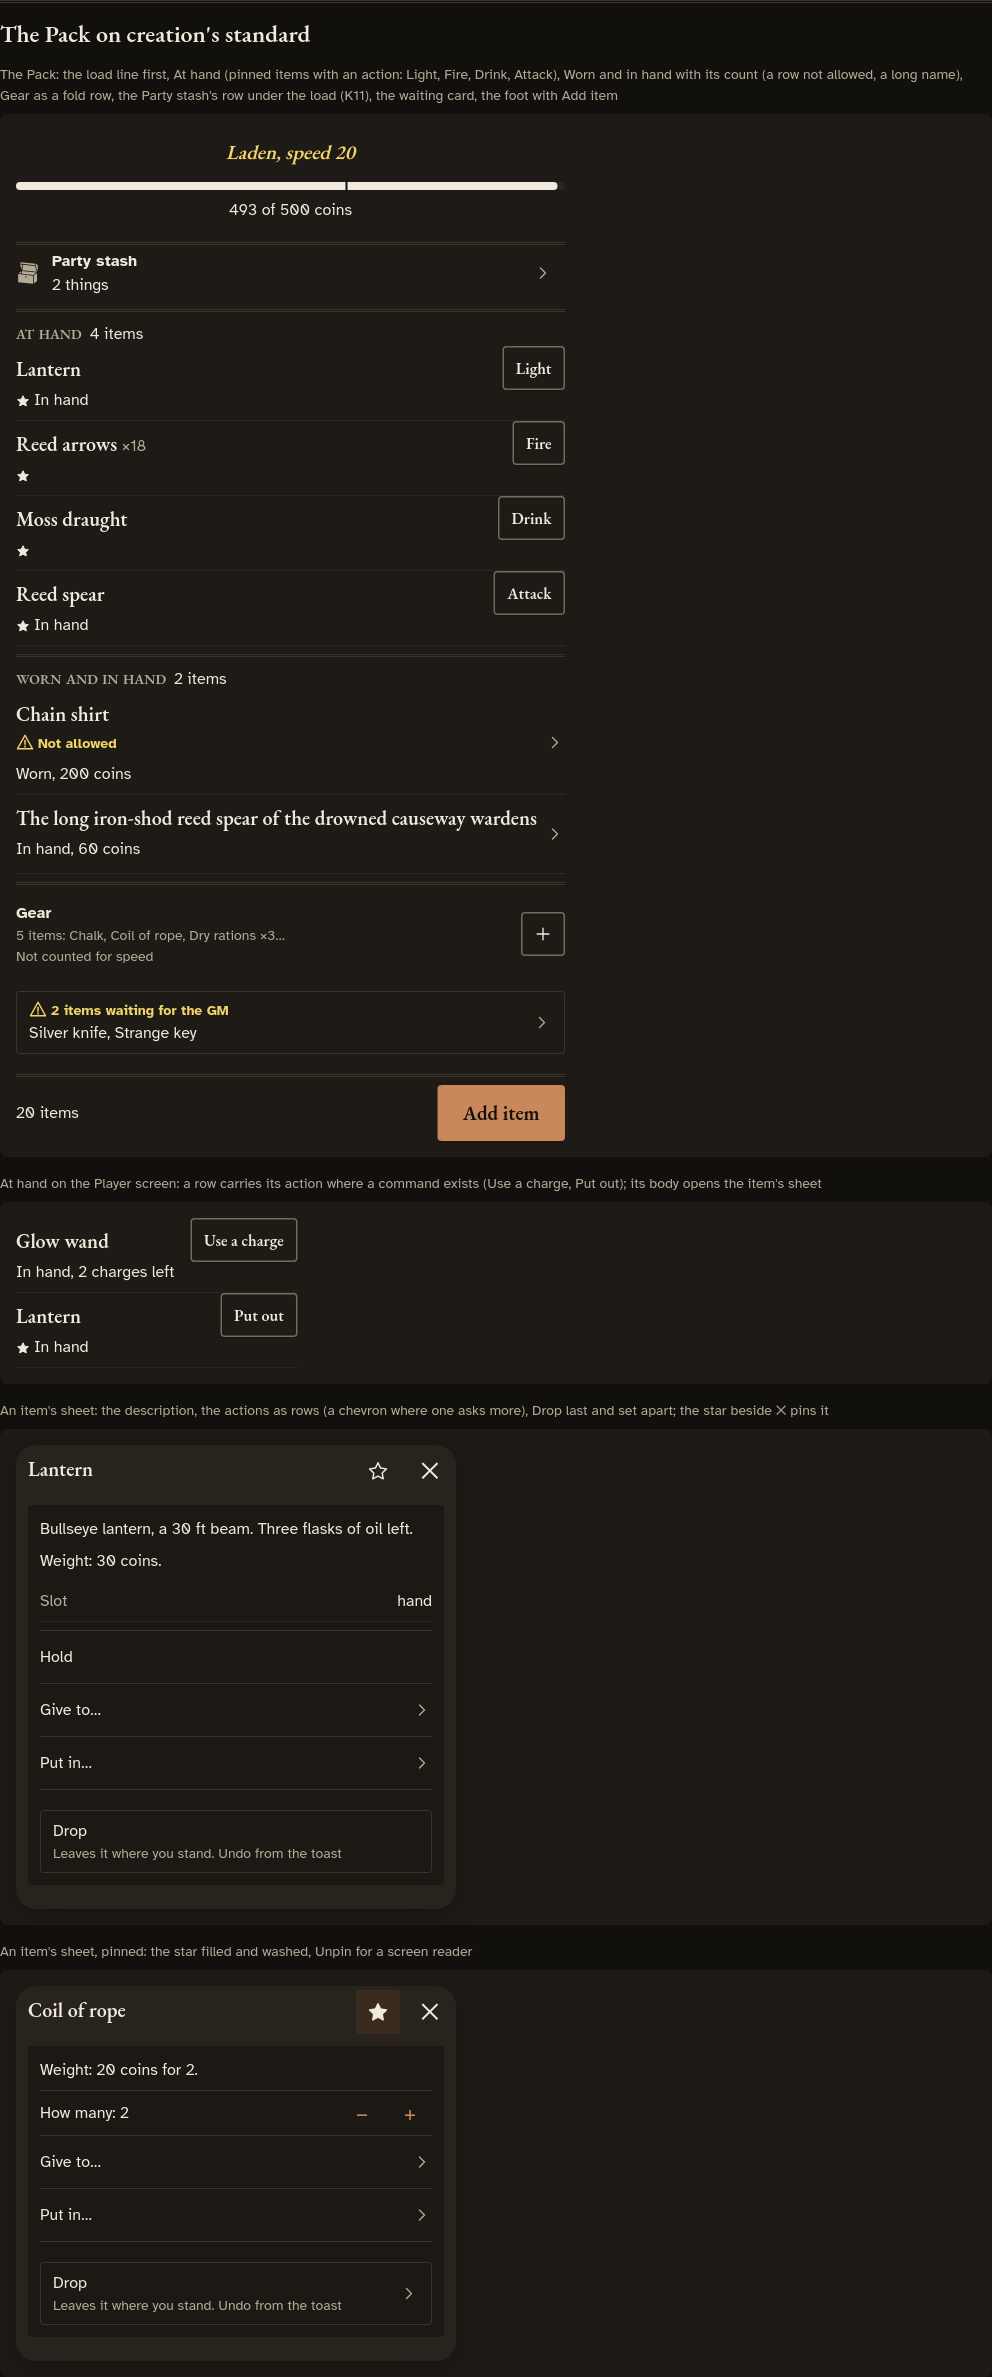 The Pack on creation's standard
The Pack: the load line first, At hand (pinned items with an action: Light, Fire, Drink, Attack), Worn and in hand with its count (a row not allowed, a long name),
Gear as a fold row, the Party stash's row under the load (K11), the waiting card, the foot with Add item
Laden, speed 20
493 of 500 coins
Party stash
2 things
AT HAND 4 items
Lantern
Light
★ In hand
Reed arrows ×18
Fire
★
Moss draught
Drink
★
Reed spear
Attack
★ In hand
WORN AND IN HAND 2 items
Chain shirt
Not allowed
Worn, 200 coins
The long iron-shod reed spear of the drowned causeway wardens
In hand, 60 coins
Gear
5 items: Chalk, Coil of rope, Dry rations ×3...
Not counted for speed
+
2 items waiting for the GM
Silver knife, Strange key
20 items
Add item
At hand on the Player screen: a row carries its action where a command exists (Use a charge, Put out); its body opens the item's sheet
Glow wand
Use a charge
In hand, 2 charges left
Lantern
Put out
★ In hand
An item's sheet: the description, the actions as rows (a chevron where one asks more), Drop last and set apart; the star beside ✕ pins it
Lantern
Bullseye lantern, a 30 ft beam. Three flasks of oil left.
Weight: 30 coins.
Slot hand
Hold
Give to...
Put in...
Drop
Leaves it where you stand. Undo from the toast
An item's sheet, pinned: the star filled and washed, Unpin for a screen reader
Coil of rope
Weight: 20 coins for 2.
How many: 2 − +
Give to...
Put in...
Drop
Leaves it where you stand. Undo from the toast